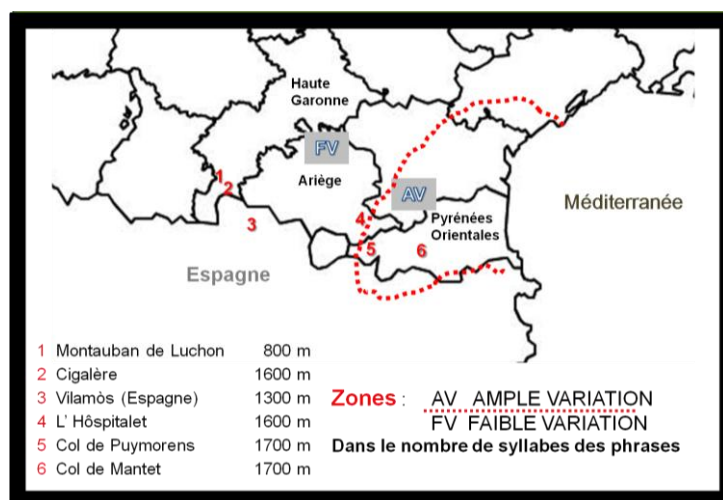 Haute
Garonne
FV
Ariège
AV
Méditerranée
Pyrénées
Orientales
1
2
3
4
5
6
Espagne
1 Montauban de Luchon 800 m
2 Cigalère 1600 m
3 Vilamòs (Espagne) 1300 m
4 L' Hôspitalet 1600 m
5 Col de Puymorens 1700 m
6 Col de Mantet 1700 m
Zones : AV AMPLE VARIATION
FV FAIBLE VARIATION
Dans le nombre de syllabes des phrases